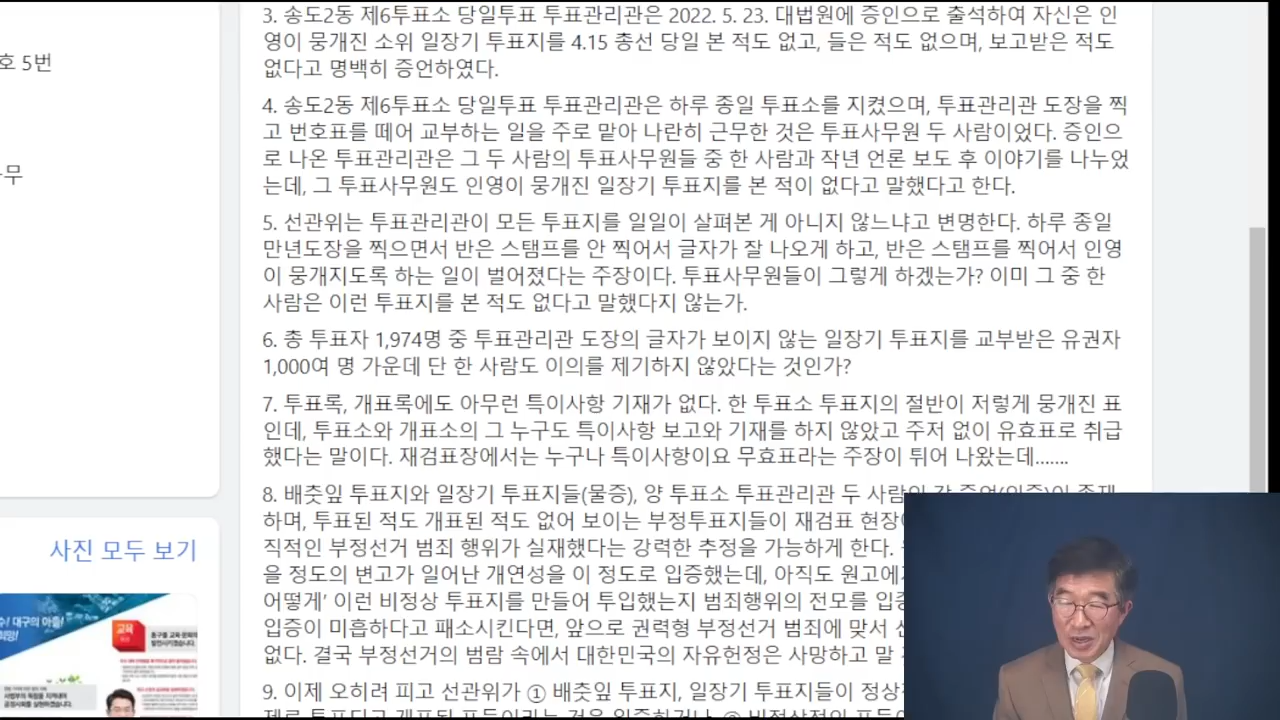 3. 송도2동 제6투표소 당일투표 투표관리관은 2022. 5. 23. 대법원에 증인으로 출석하여 자신은 인
영이 뭉개진 소위 일장기 투표지를 4.15 총선 당일 본 적도 없고, 들은 적도 없으며, 보고받은 적도
없다고 명백히 증언하였다.
호 5번
4. 송도2동 제6투표소 당일투표 투표관리관은 하루 종일 투표소를 지켰으며, 투표관리관 도장을 찍
고 번호표를 떼어 교부하는 일을 주로 맡아 나란히 근무한 것은 투표사무원 두 사람이었다. 증인으
로 나온 투표관리관은 그 두 사람의 투표사무원들 중 한 사람과 작년 언론 보도 후 이야기를 나누었
는데, 그 투표사무원도 인영이 뭉개진 일장기 투표지를 본 적이 없다고 말했다고 한다.
무
5. 선관위는 투표관리관이 모든 투표지를 일일이 살펴본 게 아니지 않느냐고 변명한다. 하루 종일
만년도장을 찍으면서 반은 스탬프를 안 찍어서 글자가 잘 나오게 하고, 반은 스탬프를 찍어서 인영
이 뭉개지도록 하는 일이 벌어졌다는 주장이다. 투표사무원들이 그렇게 하겠는가? 이미 그 중 한
사람은 이런 투표지를 본 적도 없다고 말했다지 않는가.
6. 총 투표자 1,974명 중 투표관리관 도장의 글자가 보이지 않는 일장기 투표지를 교부받은 유권자
1,000여 명 가운데 단 한 사람도 이의를 제기하지 않았다는 것인가?
7. 투표록, 개표록에도 아무런 특이사항 기재가 없다. 한 투표소 투표지의 절반이 저렇게 뭉개진 표
인데, 투표소와 개표소의 그 누구도 특이사항 보고와 기재를 하지 않았고 주저 없이 유효표로 취급
했다는 말이다. 재검표장에서는 누구나 특이사항이요 무효표라는 주장이 튀어 나왔는데.......
8. 배춧잎 투표지와 일장기 투표지들(물증), 양 투표소 투표관리관 두 사람의
하며, 투표된 적도 개표된 적도 없어 보이는 부정투표지들이 재검표 현장에
직적인 부정선거 범죄 행위가 실재했다는 강력한 추정을 가능하게 한다.
을 정도의 변고가 일어난 개연성을 이 정도로 입증했는데, 아직도 원고에게
어떻게' 이런 비정상 투표지를 만들어 투입했는지 범죄행위의 전모를 입증
입증이 미흡하다고 패소시킨다면, 앞으로 권력형 부정선거 범죄에 맞서
없다. 결국 부정선거의 범람 속에서 대한민국의 자유헌정은 사망하고
9. 이제 오히려 피고 선관위가 ① 배춧잎 투표지, 일장기 투표지들이
사진 모두 보기
대구의 아들!
희망!
교육